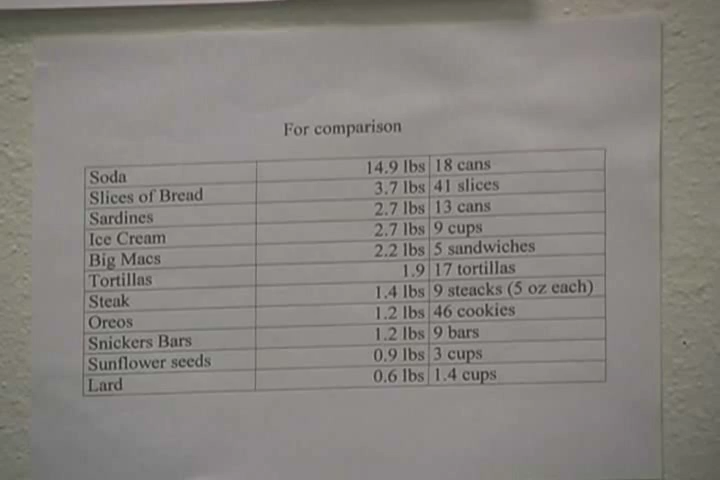 For comparison
Soda 14.9 lbs 18 cans
Slices of Bread 3.7 lbs 41 slices
Sardines 2.7 lbs 13 cans
Ice Cream 2.7 lbs 9 cups
Big Macs 2.2 lbs 5 sandwiches
Tortillas 1.9 17 tortillas
Steak 1.4 lbs 9 steacks (5 oz each)
Oreos 1.2 lbs 46 cookies
Snickers Bars 1.2 lbs 9 bars
Sunflower seeds 0.9 lbs 3 cups
Lard 0.6 lbs 1.4 cups